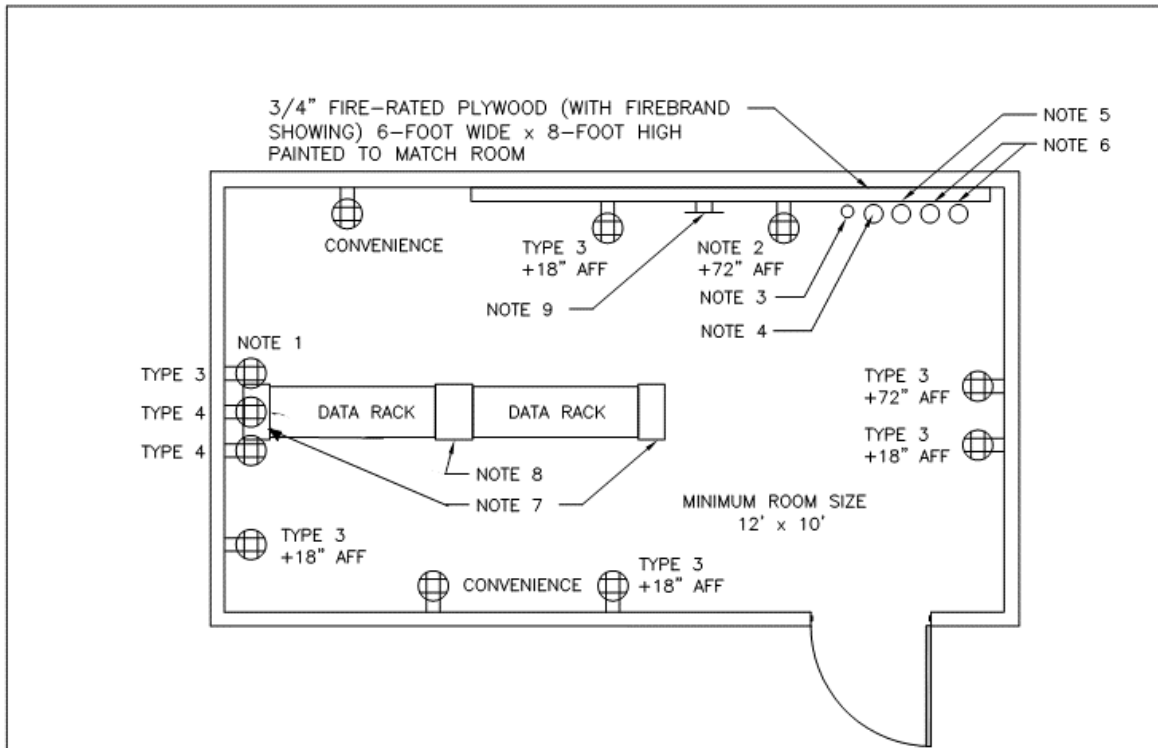 3/4" FIRE-RATED PLYWOOD (WITH FIREBRAND
SHOWING) 6-FOOT WIDE x 8-FOOT HIGH
PAINTED TO MATCH ROOM
NOTE 5
NOTE 6
CONVENIENCE
TYPE 3
+18" AFF
NOTE 2
+72" AFF
NOTE 3
NOTE 9
NOTE 4
NOTE 1
TYPE 3
TYPE 4
TYPE 4
DATA RACK
DATA RACK
TYPE 3
+72" AFF
TYPE 3
+18" AFF
NOTE 8
NOTE 7
MINIMUM ROOM SIZE
12' x 10'
TYPE 3
+18" AFF
CONVENIENCE
TYPE 3
+18" AFF